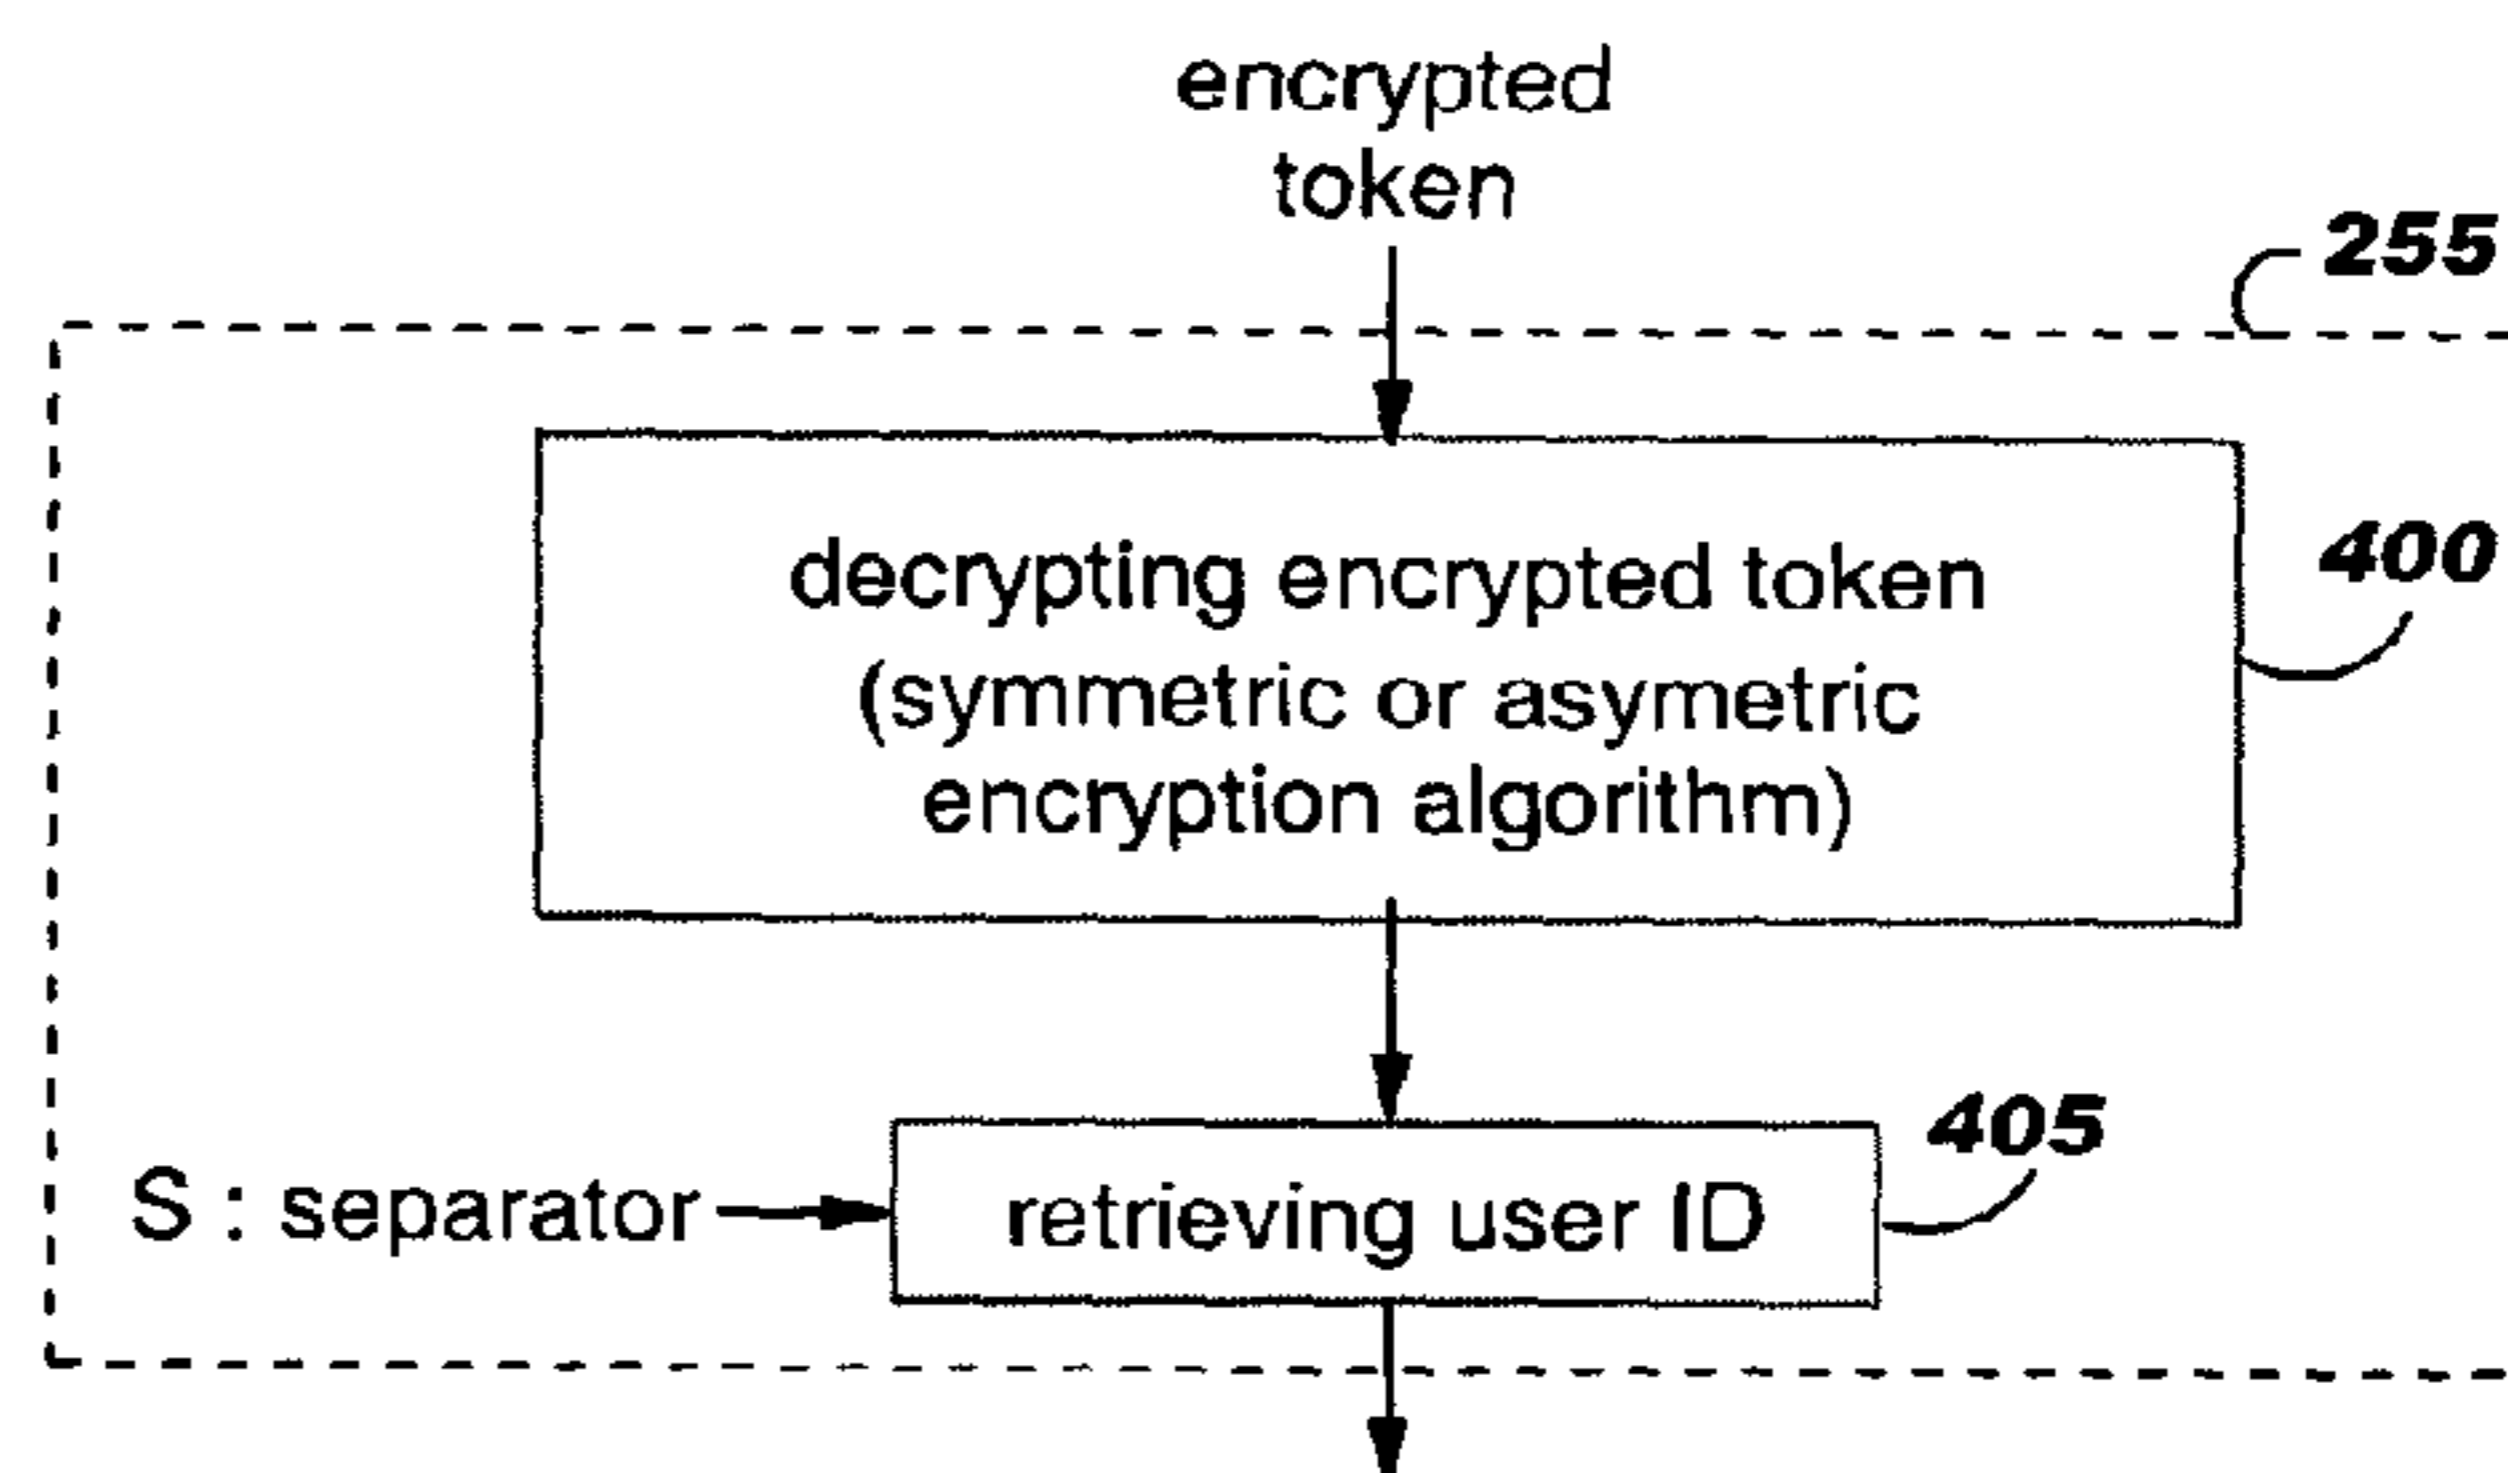 encrypted
token
255
decrypting encrypted token
(symmetric or asymetric
encryption algorithm)
400
405
S : separator
retrieving user ID